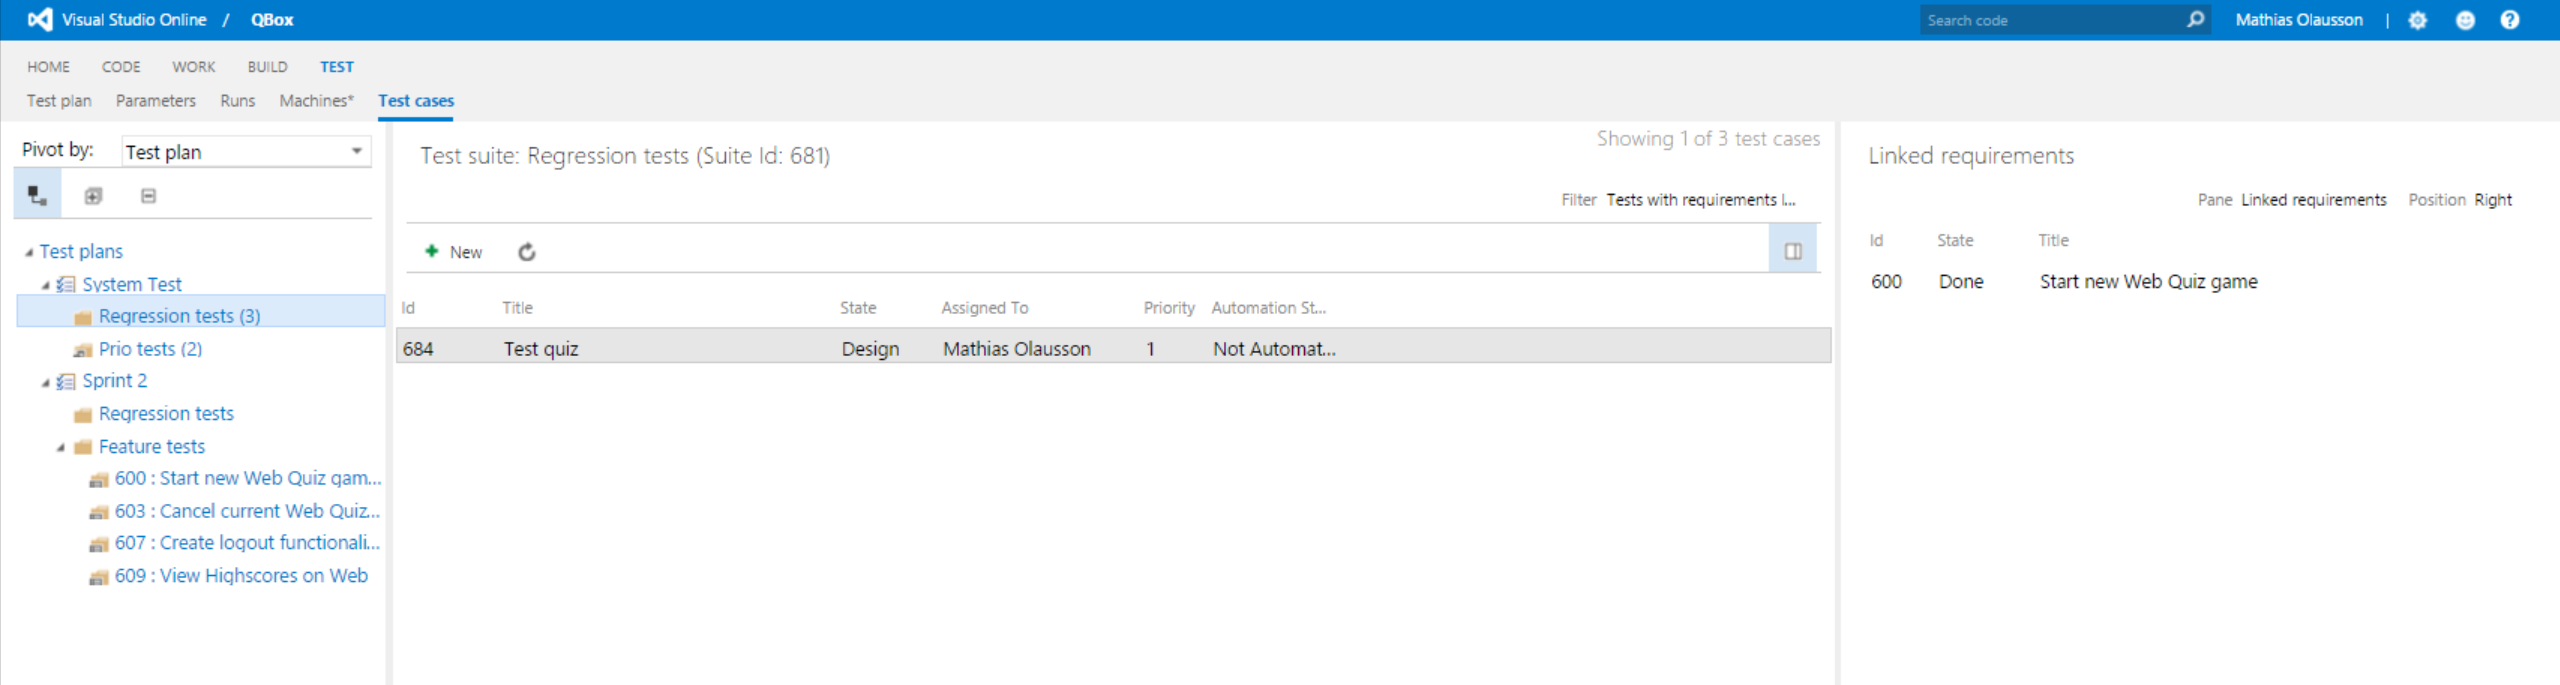 Visual Studio Online / QBox
Search code
Mathias Olausson |
HOME CODE WORK BUILD TEST
Test plan Parameters Runs Machines* Test cases
Pivot by: Test plan
Test plans
System Test
Regression tests (3)
Prio tests (2)
Sprint 2
Regression tests
Feature tests
600 : Start new Web Quiz gam...
603 : Cancel current Web Quiz...
607 : Create logout functionali...
609 : View Highscores on Web
Showing 1 of 3 test cases
Test suite: Regression tests (Suite Id: 681)
Filter Tests with requirements l...
New
Id Title State Assigned To Priority Automation St...
684 Test quiz Design Mathias Olausson 1 Not Automat...
Linked requirements
Pane Linked requirements Position Right
Id State Title
600 Done Start new Web Quiz game